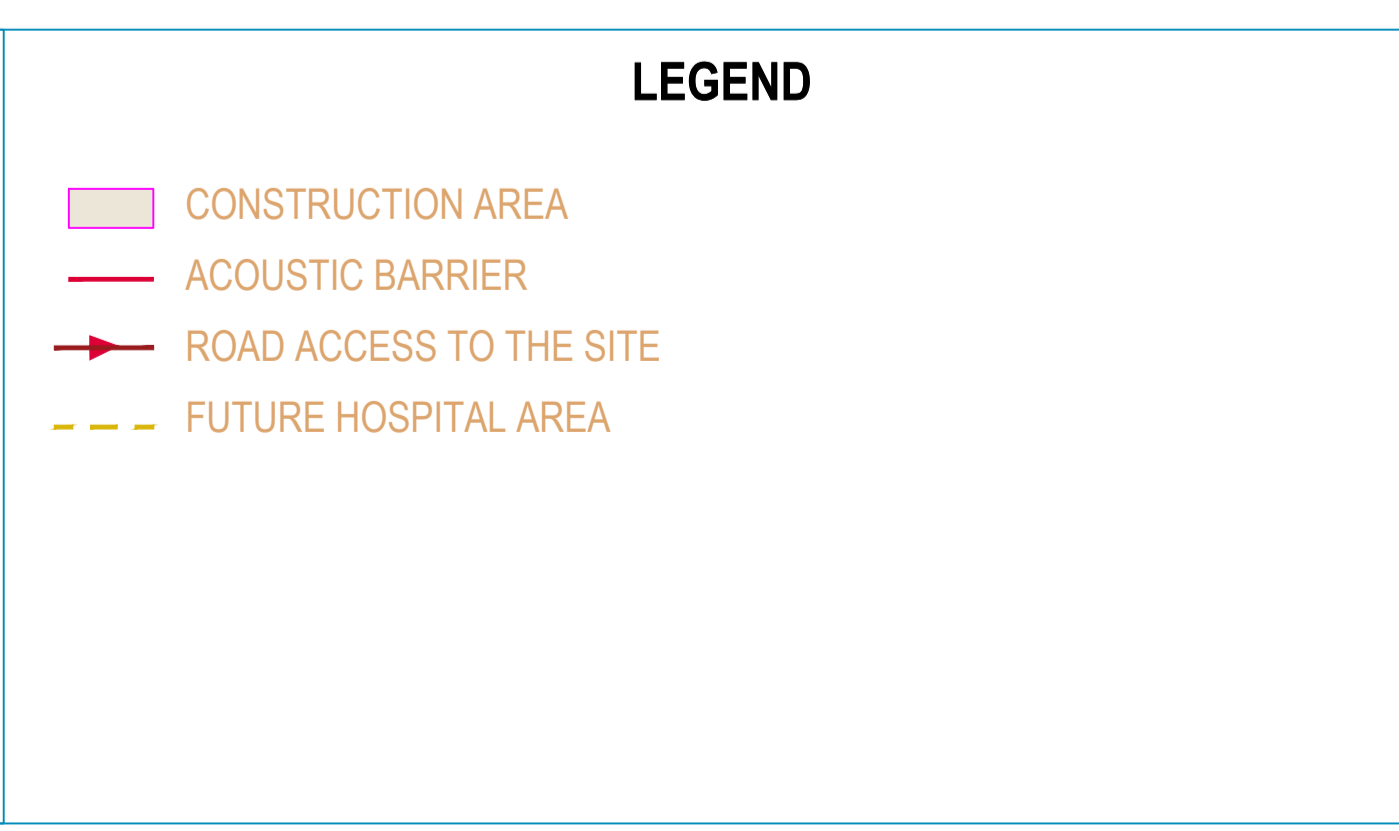 LEGEND
CONSTRUCTION AREA
ACOUSTIC BARRIER
ROAD ACCESS TO THE SITE
FUTURE HOSPITAL AREA